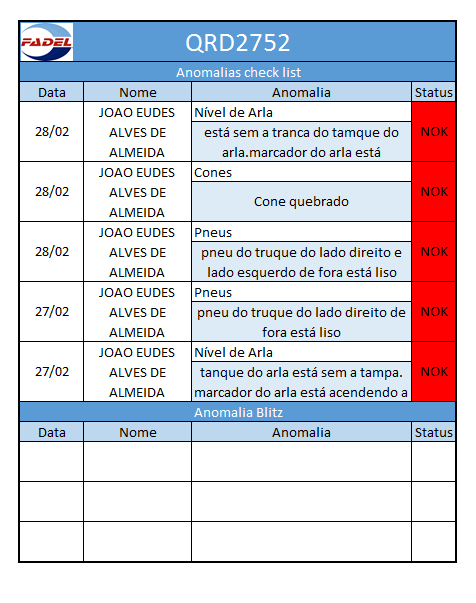 FADEL
QRD2752
Anomalias check list
Data Nome Anomalia Status
28/02
JOAO EUDES
ALVES DE
ALMEIDA
Nível de Arla
está sem a tranca do tamque do
arla.marcador do arla está
NOK
28/02
JOAO EUDES
ALVES DE
ALMEIDA
Cones
Cone quebrado
NOK
28/02
JOAO EUDES
ALVES DE
ALMEIDA
Pneus
pneu do truque do lado direito e
lado esquerdo de fora está liso
NOK
27/02
JOAO EUDES
ALVES DE
ALMEIDA
Pneus
pneu do truque do lado direito de
fora está liso
NOK
27/02
JOAO EUDES
ALVES DE
ALMEIDA
Nível de Arla
tanque do arla está sem a tampa.
marcador do arla está acendendo a
NOK
Anomalia Blitz
Data Nome Anomalia Status